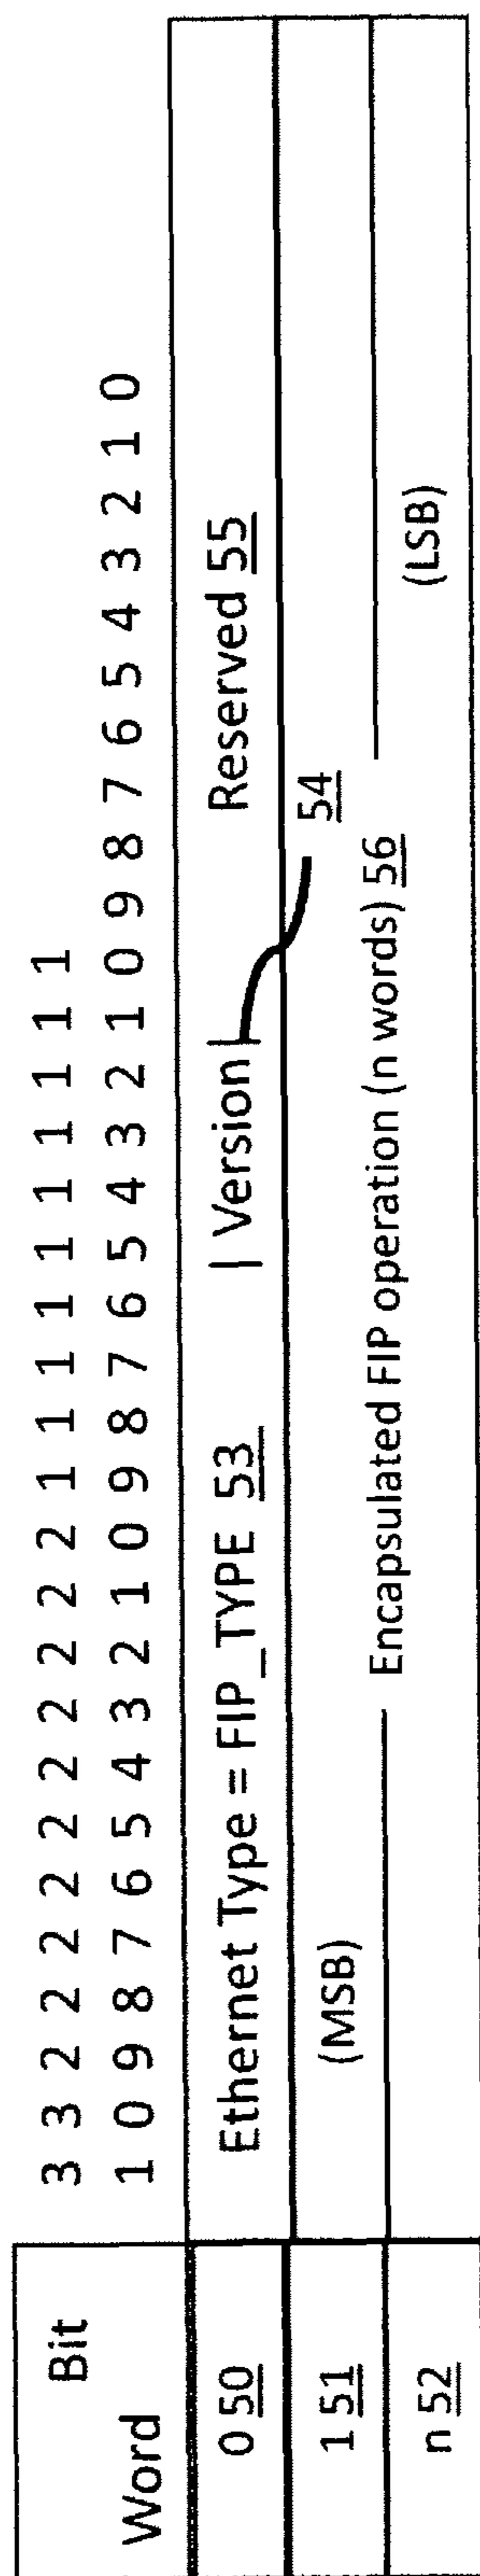 Bit 3 3 2 2 2 2 2 2 2 2 2 2 1 1 1 1 1 1 1 1 1 1
Word 1 0 9 8 7 6 5 4 3 2 1 0 9 8 7 6 5 4 3 2 1 0 9 8 7 6 5 4 3 2 1 0
0 50 Ethernet Type = FIP_TYPE 53 | Version | Reserved 55
1 51 (MSB) 54
Encapsulated FIP operation (n words) 56
n 52 (LSB)